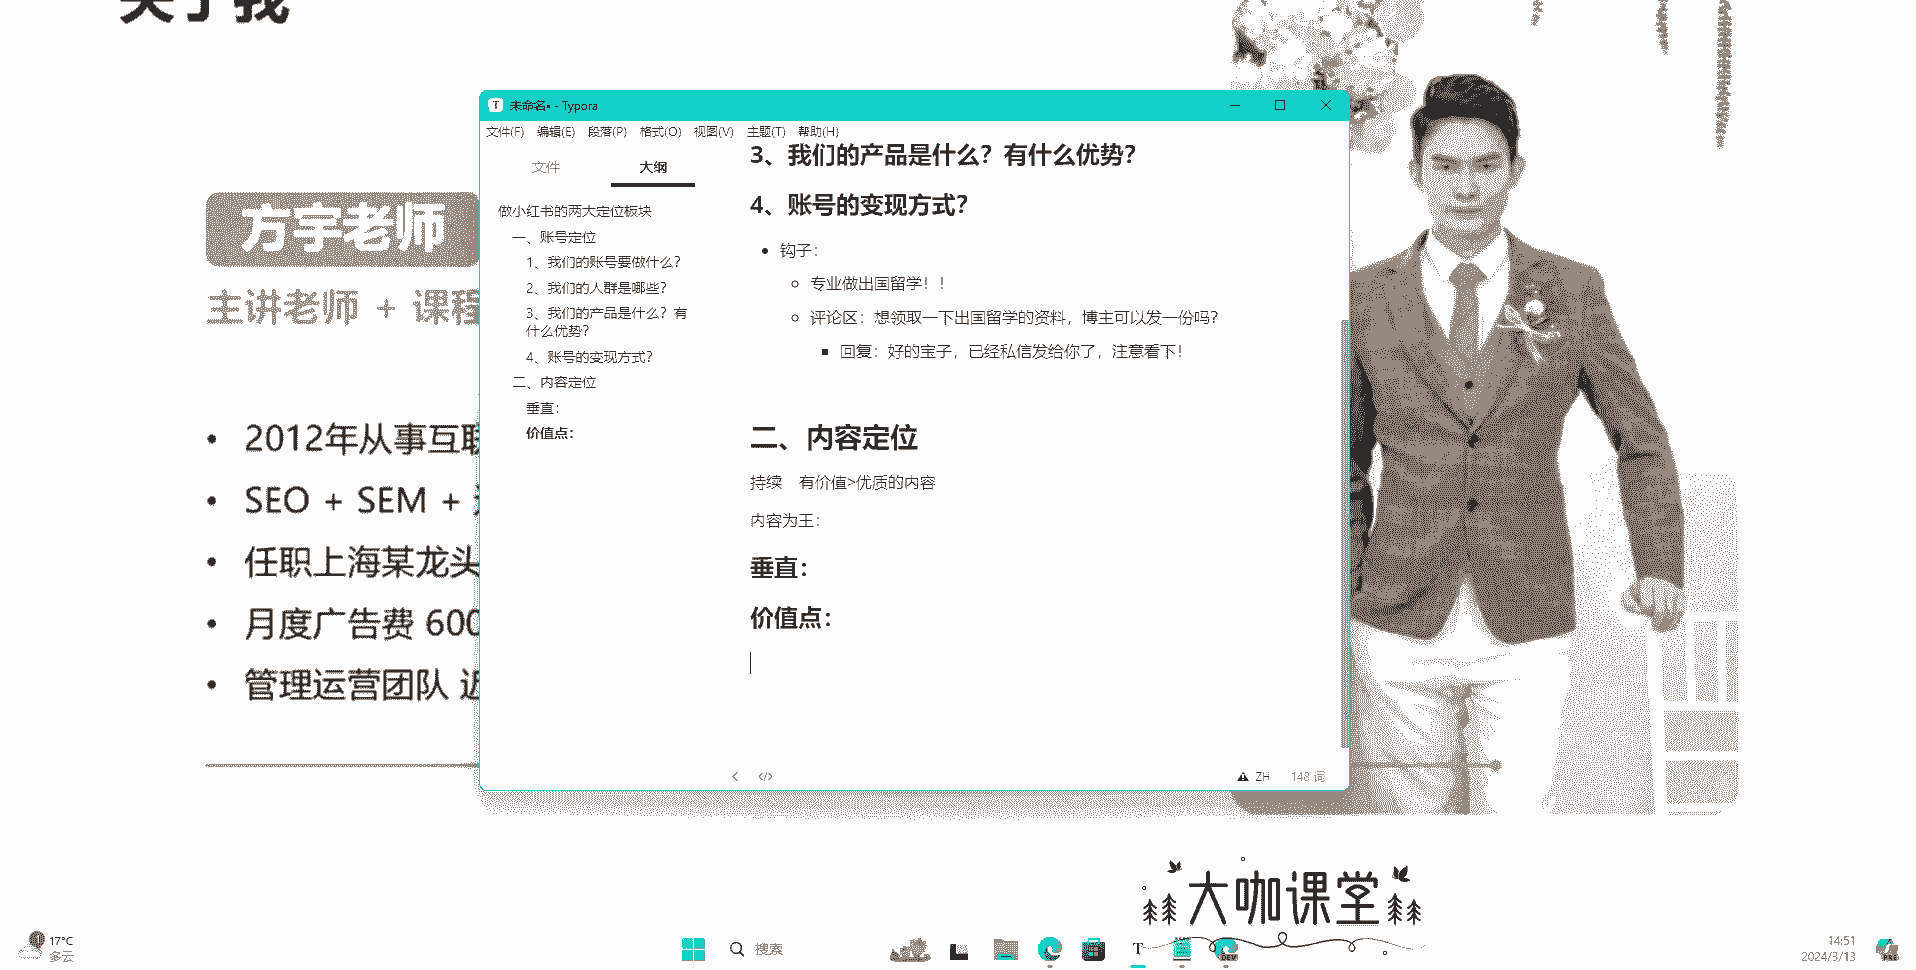 关于我
方宇老师
主讲老师 + 课程
• 2012年从事互联
• SEO + SEM +
• 任职上海某龙头
• 月度广告费 600
• 管理运营团队 近
未命名• - Typora
文件(F) 编辑(E) 段落(P) 格式(O) 视图(V) 主题(T) 帮助(H)
文件 大纲
做小红书的两大定位板块
一、账号定位
1、我们的账号要做什么？
2、我们的人群是哪些？
3、我们的产品是什么？有
什么优势？
4、账号的变现方式？
二、内容定位
垂直：
价值点：
3、我们的产品是什么？有什么优势？
4、账号的变现方式？
• 钩子：
专业做出国留学！！
评论区：想领取一下出国留学的资料，博主可以发一份吗？
回复：好的宝子，已经私信发给你了，注意看下！
二、内容定位
持续 有价值>优质的内容
内容为王：
垂直：
价值点：
</> ZH 148 词
大咖课堂
17°C
多云
搜索
DEV
14:51
2024/3/13
PRE